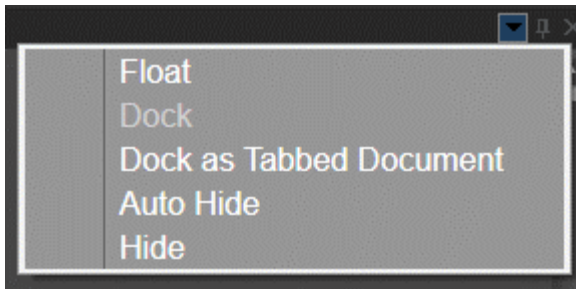 Float
Dock
Dock as Tabbed Document
Auto Hide
Hide